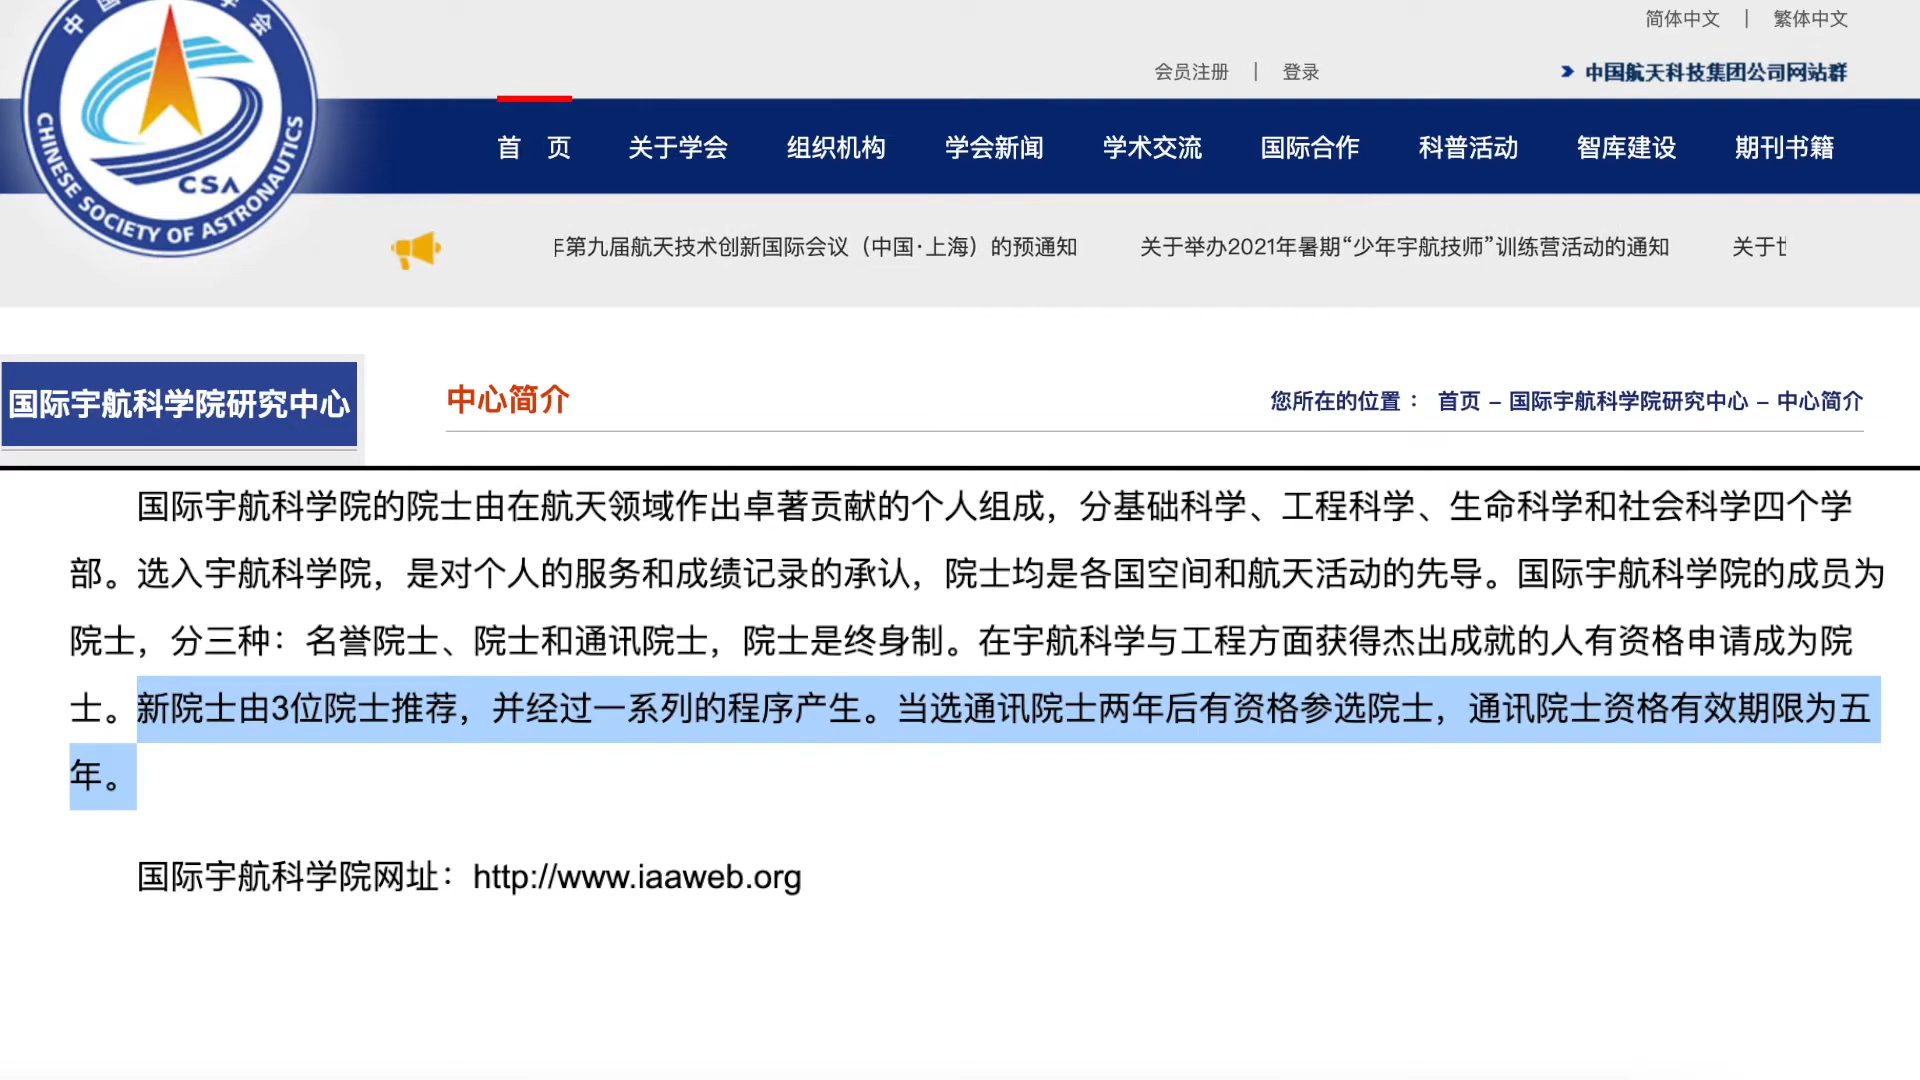 简体中文 | 繁体中文
会员注册 | 登录
中国航天科技集团公司网站群
CHINESE SOCIETY OF ASTRONAUTICS
CSA
首 页 关于学会 组织机构 学会新闻 学术交流 国际合作 科普活动 智库建设 期刊书籍
第九届航天技术创新国际会议（中国·上海）的预通知 关于举办2021年暑期“少年宇航技师”训练营活动的通知 关于
国际宇航科学院研究中心
中心简介
您所在的位置： 首页 – 国际宇航科学院研究中心 – 中心简介
国际宇航科学院的院士由在航天领域作出卓著贡献的个人组成，分基础科学、工程科学、生命科学和社会科学四个学
部。选入宇航科学院，是对个人的服务和成绩记录的承认，院士均是各国空间和航天活动的先导。国际宇航科学院的成员为
院士，分三种：名誉院士、院士和通讯院士，院士是终身制。在宇航科学与工程方面获得杰出成就的人有资格申请成为院
士。新院士由3位院士推荐，并经过一系列的程序产生。当选通讯院士两年后有资格参选院士，通讯院士资格有效期限为五
年。
国际宇航科学院网址：http://www.iaaweb.org